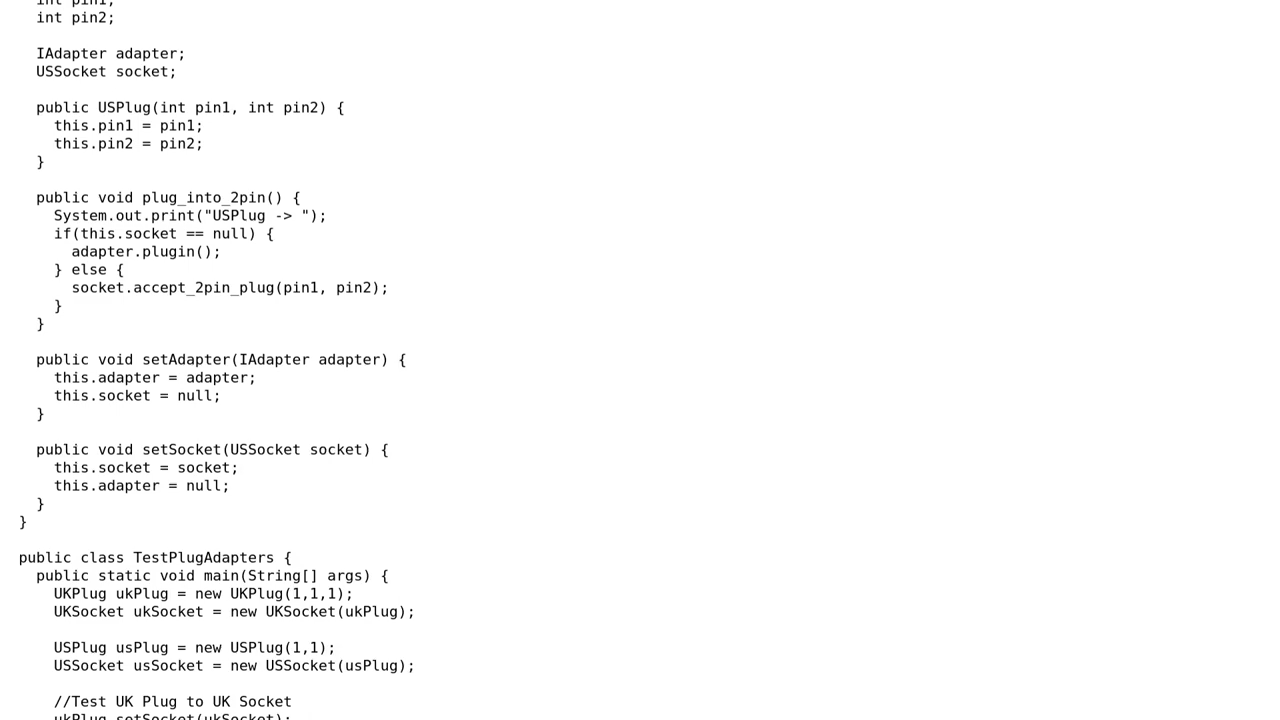 int pin1;
int pin2;
IAdapter adapter;
USSocket socket;
public USPlug(int pin1, int pin2) {
this.pin1 = pin1;
this.pin2 = pin2;
}
public void plug_into_2pin() {
System.out.print("USPlug -> ");
if(this.socket == null) {
adapter.plugin();
} else {
socket.accept_2pin_plug(pin1, pin2);
}
}
public void setAdapter(IAdapter adapter) {
this.adapter = adapter;
this.socket = null;
}
public void setSocket(USSocket socket) {
this.socket = socket;
this.adapter = null;
}
}
public class TestPlugAdapters {
public static void main(String[] args) {
UKPlug ukPlug = new UKPlug(1,1,1);
UKSocket ukSocket = new UKSocket(ukPlug);
USPlug usPlug = new USPlug(1,1);
USSocket usSocket = new USSocket(usPlug);
//Test UK Plug to UK Socket
ukPlug.setSocket(ukSocket);